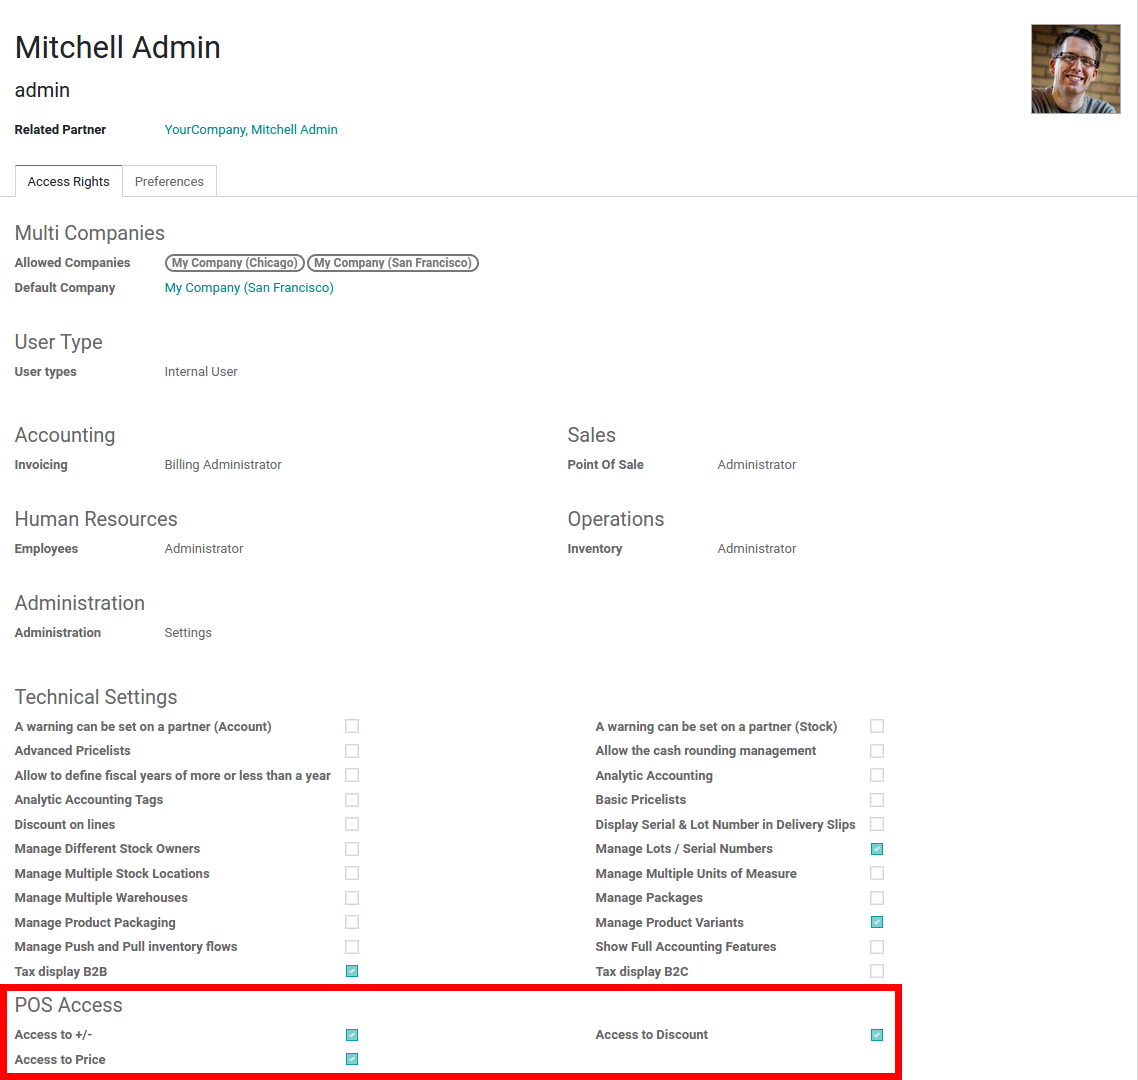 Mitchell Admin
admin
Related Partner YourCompany, Mitchell Admin
Access Rights Preferences
Multi Companies
Allowed Companies My Company (Chicago) My Company (San Francisco)
Default Company My Company (San Francisco)
User Type
User types Internal User
Accounting Sales
Invoicing Billing Administrator Point Of Sale Administrator
Human Resources Operations
Employees Administrator Inventory Administrator
Administration
Administration Settings
Technical Settings
A warning can be set on a partner (Account) A warning can be set on a partner (Stock)
Advanced Pricelists Allow the cash rounding management
Allow to define fiscal years of more or less than a year Analytic Accounting
Analytic Accounting Tags Basic Pricelists
Discount on lines Display Serial & Lot Number in Delivery Slips
Manage Different Stock Owners Manage Lots / Serial Numbers
Manage Multiple Stock Locations Manage Multiple Units of Measure
Manage Multiple Warehouses Manage Packages
Manage Product Packaging Manage Product Variants
Manage Push and Pull inventory flows Show Full Accounting Features
Tax display B2B Tax display B2C
POS Access
Access to +/- Access to Discount
Access to Price